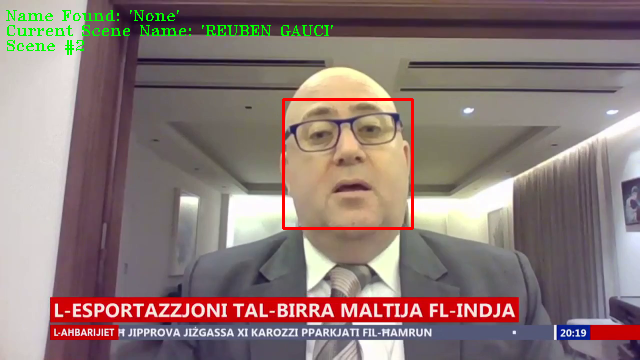 Name Found: 'None'
Current Scene Name: 'REUBEN GAUCI'
Scene #2
L-ESPORTAZZJONI TAL-BIRRA MALTIJA FL-INDJA
L-AĦBARIJIET
JIPPROVA JIŻGASSA XI KAROZZI PPARKJATI FIL-ĦAMRUN
20:19